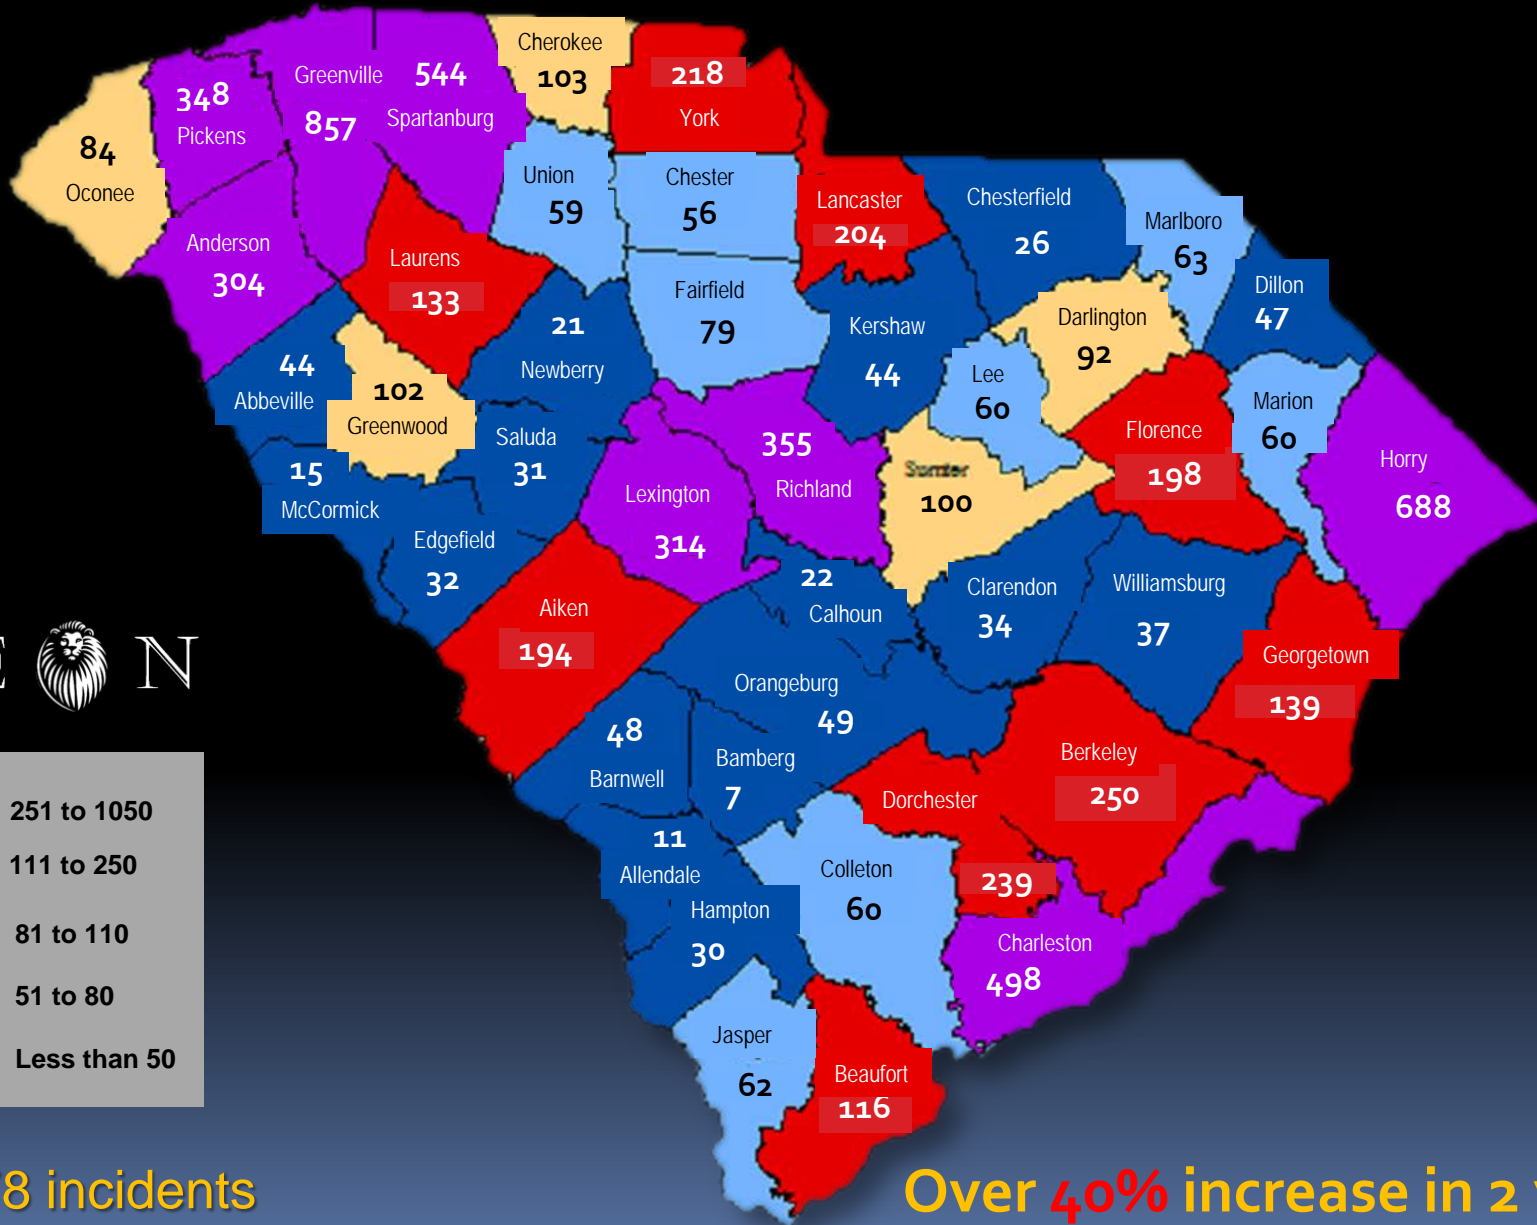 Cherokee
103
218
York
Greenville
857
544
Spartanburg
348
Pickens
84
Oconee
Union
59
Chester
56
Lancaster
204
Chesterfield
26
Marlboro
63
Anderson
304
Laurens
133
Fairfield
79
Dillon
47
21
Newberry
Kershaw
44
Darlington
92
44
Abbeville
102
Greenwood
Lee
60
Marion
60
Saluda
31
355
Richland
Florence
198
Horry
688
15
McCormick
Lexington
314
Sumter
100
Edgefield
32
22
Calhoun
Clarendon
34
Williamsburg
37
Aiken
194
Georgetown
139
E N
Orangeburg
49
48
Barnwell
Bamberg
7
Berkeley
250
Dorchester
239
251 to 1050
111 to 250
81 to 110
51 to 80
Less than 50
11
Allendale
Colleton
60
Hampton
30
Charleston
498
Jasper
62
Beaufort
116
8 incidents
Over 40% increase in 2